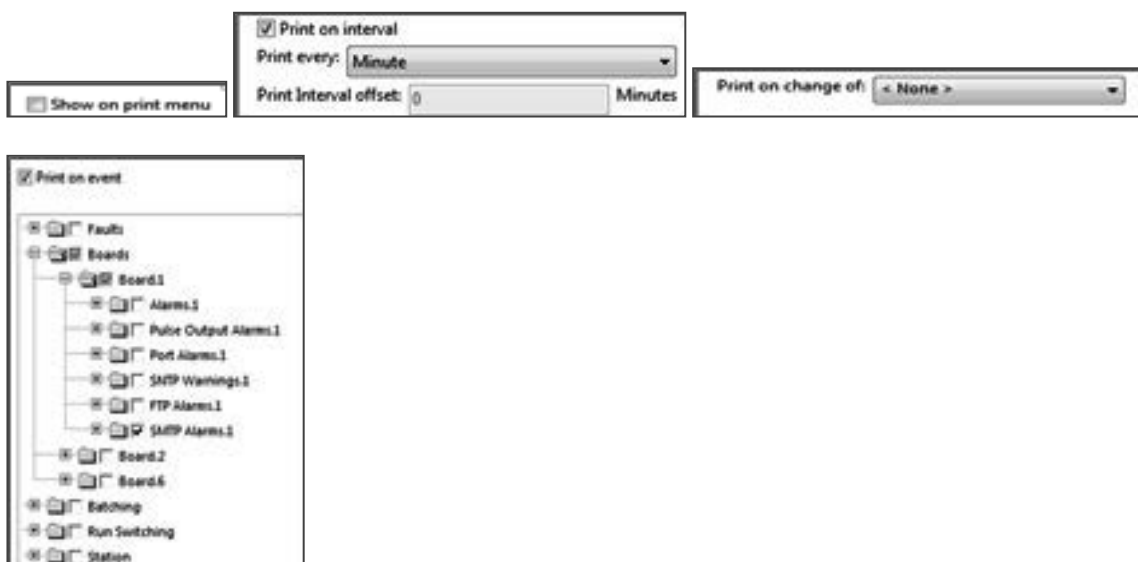 Show on print menu
Print on interval
Print every: Minute
Print Interval offset: 0 Minutes
Print on change of: < None >
Print on event
Faults
Boards
Board.1
Alarms.1
Pulse Output Alarms.1
Port Alarms.1
SNTP Warnings.1
FTP Alarms.1
SMTP Alarms.1
Board.2
Board.6
Batching
Run Switching
Station